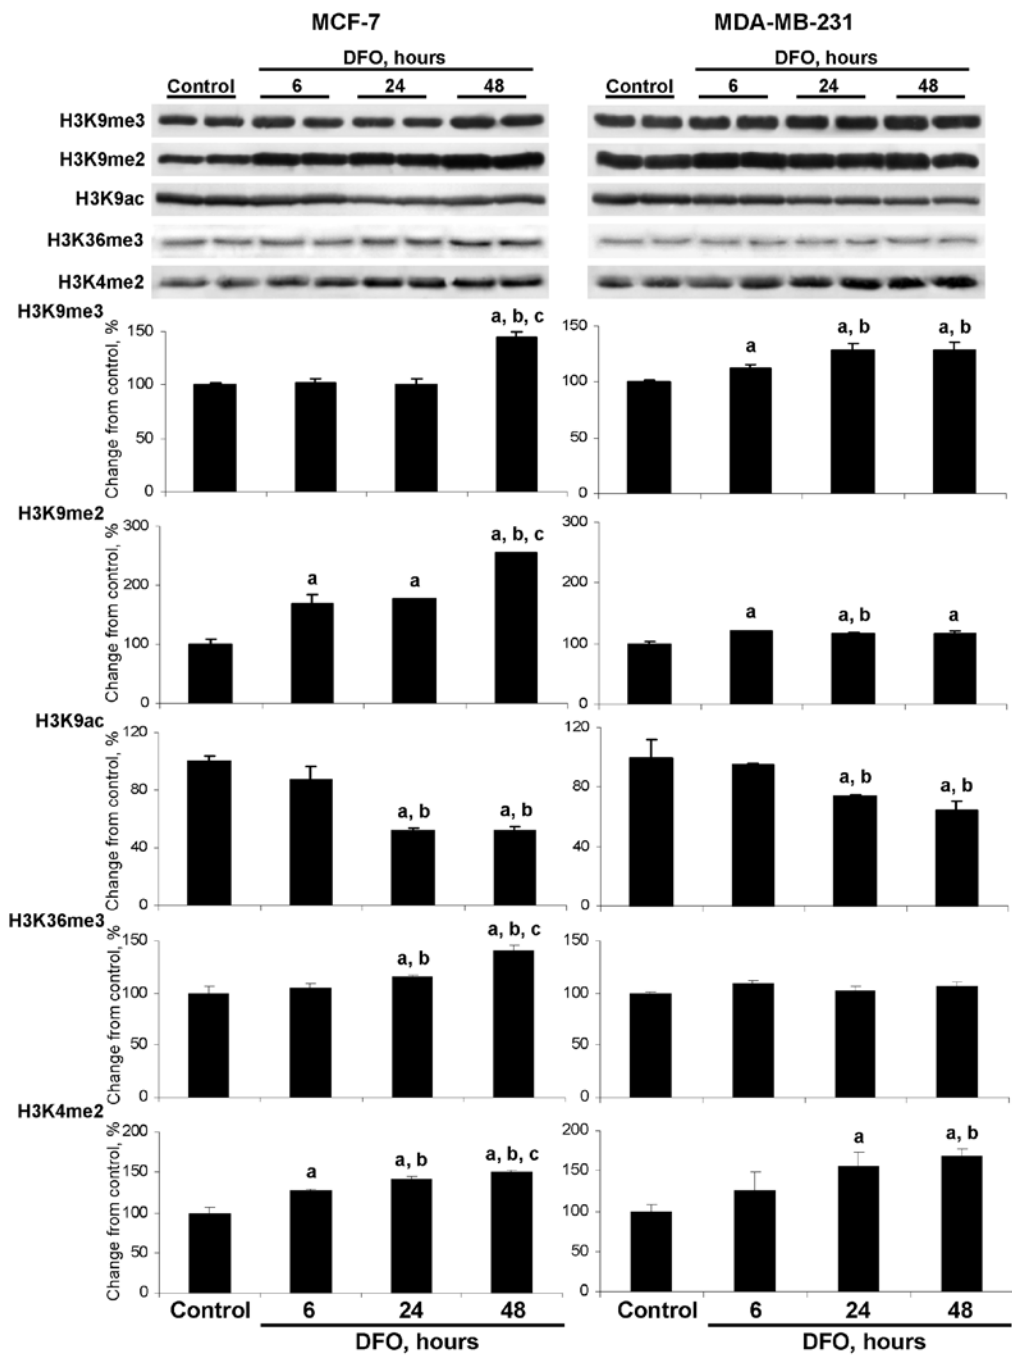 MCF-7 MDA-MB-231
DFO, hours DFO, hours
Control 6 24 48 Control 6 24 48
H3K9me3
H3K9me2
H3K9ac
H3K36me3
H3K4me2
H3K9me3
Change from control, %
150
100
50
0
a, b, c
150
100
50
0
a
a, b
a, b
H3K9me2
Change from control, %
300
200
100
0
a
a
a, b, c
300
200
100
0
a
a, b
a
H3K9ac
Change from control, %
120
80
40
0
a, b
a, b
120
80
40
0
a, b
a, b
H3K36me3
Change from control, %
150
100
50
0
a, b
a, b, c
150
100
50
0
H3K4me2
Change from control, %
200
150
100
50
0
a
a, b
a, b, c
200
150
100
50
0
a
a, b
Control 6 24 48 Control 6 24 48
DFO, hours DFO, hours